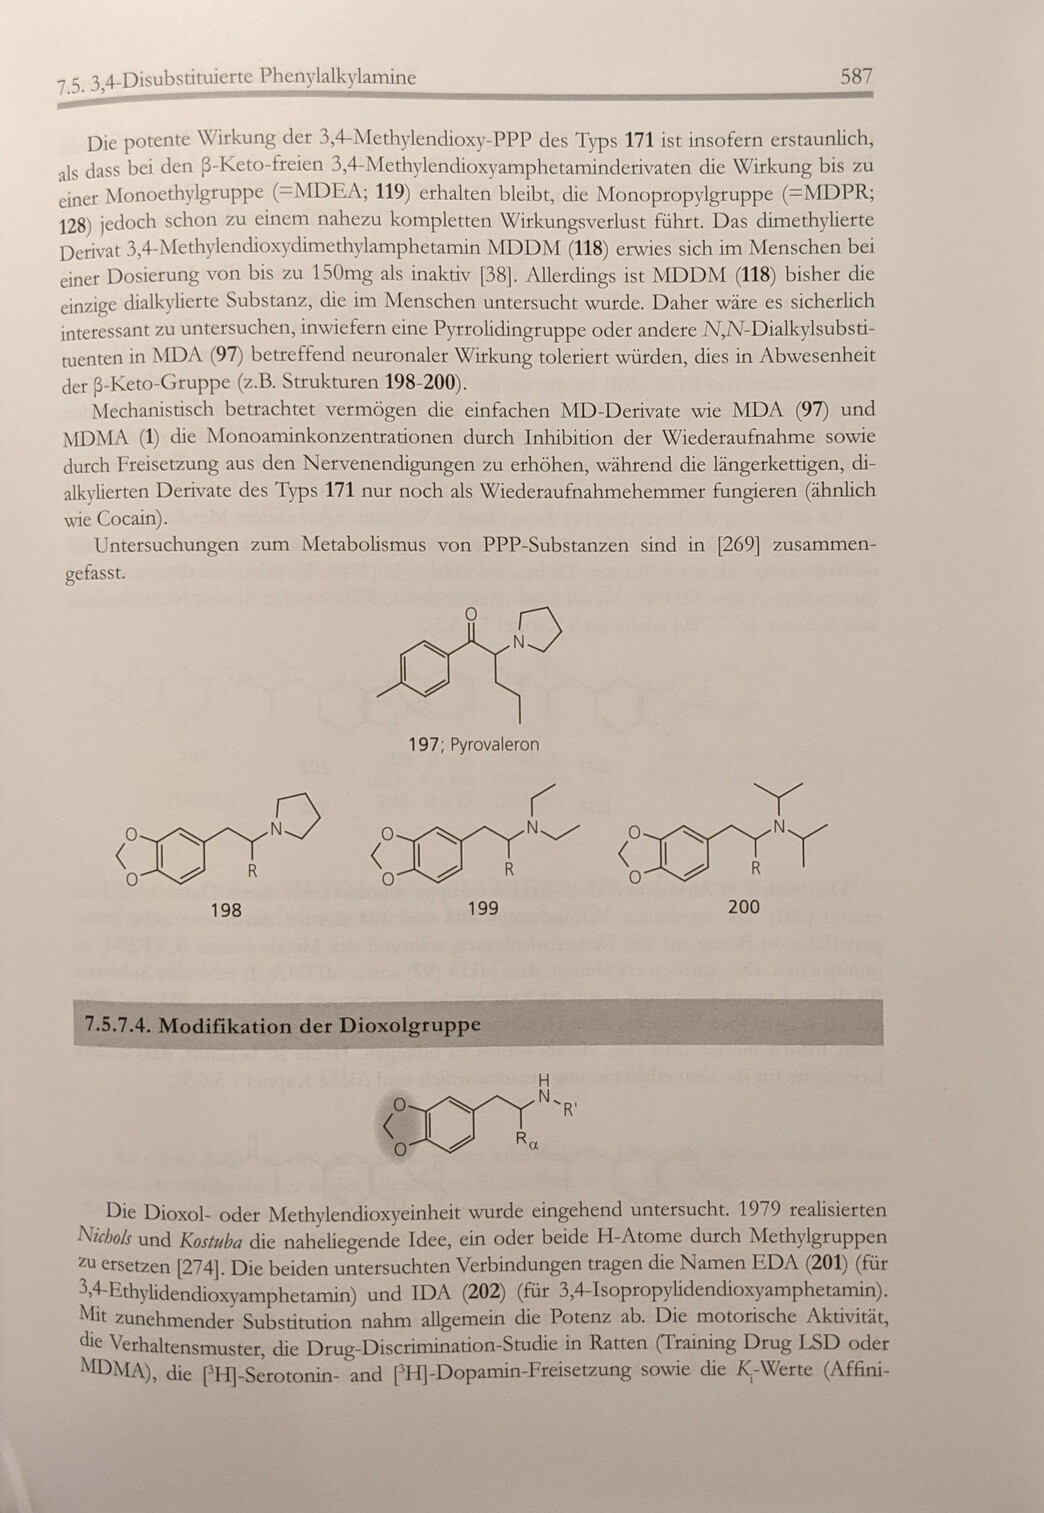 7.5. 3,4-Disubstituierte Phenylalkylamine 587
Die potente Wirkung der 3,4-Methylendioxy-PPP des Typs 171 ist insofern erstaunlich,
als dass bei den β-Keto-freien 3,4-Methylendioxyamphetaminderivaten die Wirkung bis zu
einer Monoethylgruppe (=MDEA; 119) erhalten bleibt, die Monopropylgruppe (=MDPR;
128) jedoch schon zu einem nahezu kompletten Wirkungsverlust führt. Das dimethylierte
Derivat 3,4-Methylendioxydimethylamphetamin MDDM (118) erwies sich im Menschen bei
einer Dosierung von bis zu 150mg als inaktiv [38]. Allerdings ist MDDM (118) bisher die
einzige dialkylierte Substanz, die im Menschen untersucht wurde. Daher wäre es sicherlich
interessant zu untersuchen, inwiefern eine Pyrrolidingruppe oder andere N,N-Dialkylsubsti-
tuenten in MDA (97) betreffend neuronaler Wirkung toleriert würden, dies in Abwesenheit
der β-Keto-Gruppe (z.B. Strukturen 198-200).
Mechanistisch betrachtet vermögen die einfachen MD-Derivate wie MDA (97) und
MDMA (1) die Monoaminkonzentrationen durch Inhibition der Wiederaufnahme sowie
durch Freisetzung aus den Nervenendigungen zu erhöhen, während die längerkettigen, di-
alkylierten Derivate des Typs 171 nur noch als Wiederaufnahmehemmer fungieren (ähnlich
wie Cocain).
Untersuchungen zum Metabolismus von PPP-Substanzen sind in [269] zusammen-
gefasst.
O
N
197; Pyrovaleron
O O N R
O O N R
O O N R
198 199 200
7.5.7.4. Modifikation der Dioxolgruppe
H
O N R'
O Rα
Die Dioxol- oder Methylendioxyeinheit wurde eingehend untersucht. 1979 realisierten
Nichols und Kostuba die naheliegende Idee, ein oder beide H-Atome durch Methylgruppen
zu ersetzen [274]. Die beiden untersuchten Verbindungen tragen die Namen EDA (201) (für
3,4-Ethylidendioxyamphetamin) und IDA (202) (für 3,4-Isopropylidendioxyamphetamin).
Mit zunehmender Substitution nahm allgemein die Potenz ab. Die motorische Aktivität,
die Verhaltensmuster, die Drug-Discrimination-Studie in Ratten (Training Drug LSD oder
MDMA), die [³H]-Serotonin- and [³H]-Dopamin-Freisetzung sowie die Ki-Werte (Affini-